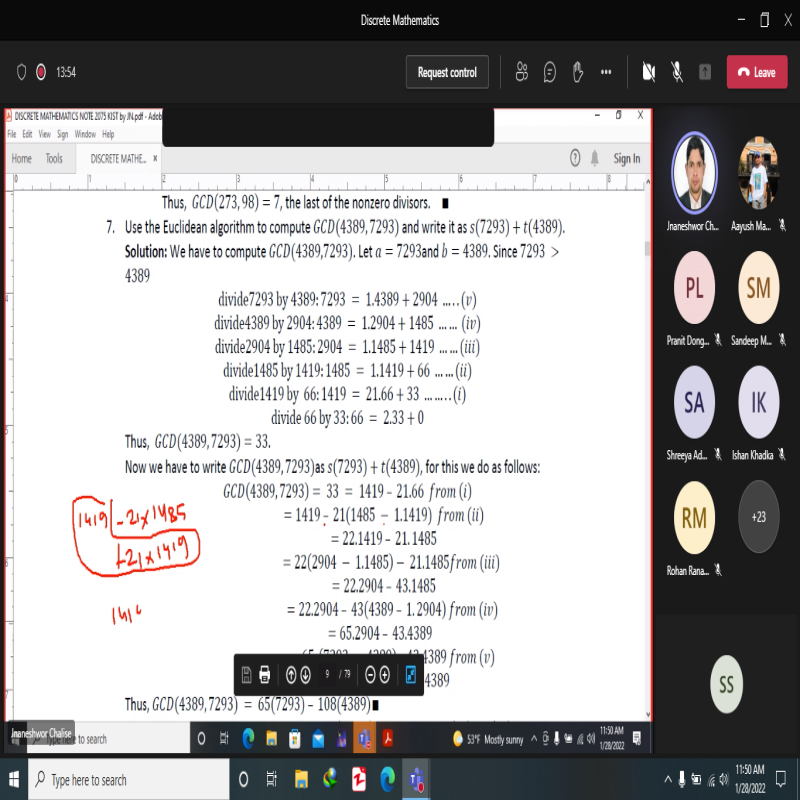 Discrete Mathematics
13:54
Request control
Leave
DISCRETE MATHEMATICS NOTE 2075 KIST by JN.pdf - Adob
File Edit View Sign Window Help
Home Tools DISCRETE MATHE... x Sign In
Thus, GCD(273,98) = 7, the last of the nonzero divisors. ■
7. Use the Euclidean algorithm to compute GCD(4389,7293) and write it as s(7293) + t(4389).
Solution: We have to compute GCD(4389,7293). Let a = 7293and b = 4389. Since 7293 >
4389
divide7293 by 4389: 7293 = 1.4389 + 2904 .....(v)
divide4389 by 2904: 4389 = 1.2904 + 1485 ...... (iv)
divide2904 by 1485: 2904 = 1.1485 + 1419 ......(iii)
divide1485 by 1419: 1485 = 1.1419 + 66 ......(ii)
divide1419 by 66: 1419 = 21.66 + 33 ........(i)
divide 66 by 33: 66 = 2.33 + 0
Thus, GCD(4389,7293) = 33.
Now we have to write GCD(4389,7293)as s(7293) + t(4389), for this we do as follows:
GCD(4389,7293) = 33 = 1419 – 21.66 from (i)
= 1419 – 21(1485 – 1.1419) from (ii)
= 22.1419 – 21.1485
= 22(2904 – 1.1485) – 21.1485from (iii)
= 22.2904 – 43.1485
= 22.2904 – 43(4389 – 1.2904) from (iv)
= 65.2904 – 43.4389
4389 from (v)
4389
Thus, GCD(4389,7293) = 65(7293) – 108(4389)■
1419 - 21 x 1485
+21 x 1419
9 / 79
Jnaneshwor Chalise
to search
53°F Mostly sunny
11:50 AM
1/28/2022
Jnaneshwor Ch...
Aayush Ma...
PL
Pranit Dong...
SM
Sandeep M...
SA
Shreeya Ad...
IK
Ishan Khadka
RM
Rohan Rana...
+23
SS
Type here to search
11:50 AM
1/28/2022